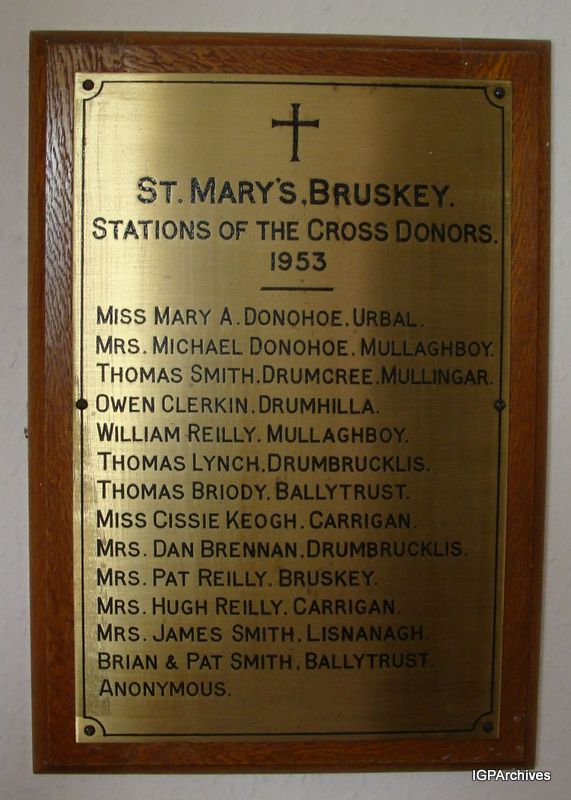 ST. MARY'S, BRUSKEY.
STATIONS OF THE CROSS DONORS.
1953
MISS MARY A. DONOHOE, URBAL.
MRS. MICHAEL DONOHOE, MULLAGHBOY.
THOMAS SMITH, DRUMCREE, MULLINGAR.
OWEN CLERKIN, DRUMHILLA.
WILLIAM REILLY, MULLAGHBOY.
THOMAS LYNCH, DRUMBRUCKLIS.
THOMAS BRIODY, BALLYTRUST.
MISS CISSIE KEOGH, CARRIGAN.
MRS. DAN BRENNAN, DRUMBRUCKLIS.
MRS. PAT REILLY, BRUSKEY.
MRS. HUGH REILLY, CARRIGAN.
MRS. JAMES SMITH, LISNANAGH.
BRIAN & PAT SMITH, BALLYTRUST.
ANONYMOUS.
IGPArchives